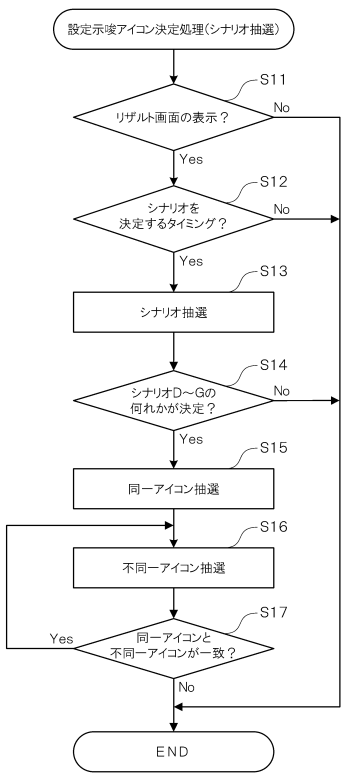 設定示唆アイコン決定処理(シナリオ抽選)
S11
リザルト画面の表示？
No
Yes
S12
シナリオを
決定するタイミング？
No
Yes
S13
シナリオ抽選
S14
シナリオD～Gの
何れかが決定？
No
Yes
S15
同一アイコン抽選
S16
不同一アイコン抽選
S17
同一アイコンと
不同一アイコンが一致？
Yes
No
END